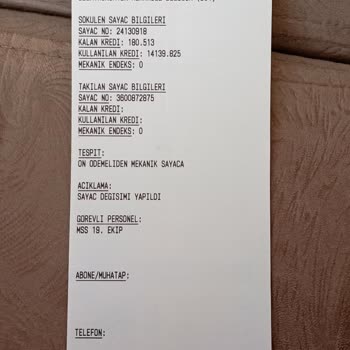 SOKULEN SAYAC BILGILERI
SAYAC NO: 24130918
KALAN KREDI: 180.513
KULLANILAN KREDI: 14139.825
MEKANIK ENDEKS: 0
TAKILAN SAYAC BILGILERI
SAYAC NO: 3600872875
KALAN KREDI:
KULLANILAN KREDI:
MEKANIK ENDEKS: 0
TESPIT:
ON ODEMELIDEN MEKANIK SAYACA
ACIKLAMA:
SAYAC DEGISIMI YAPILDI
GOREVLI PERSONEL:
MSS 19. EKIP
ABONE/MUHATAP:
TELEFON: